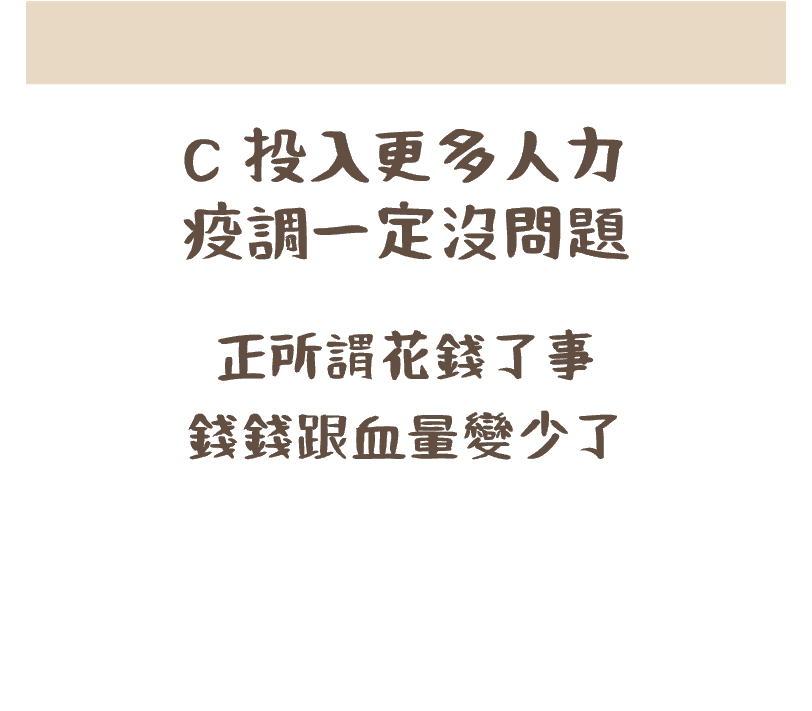 C 投入更多人力
疫調一定沒問題
正所謂花錢了事
錢錢跟血量變少了